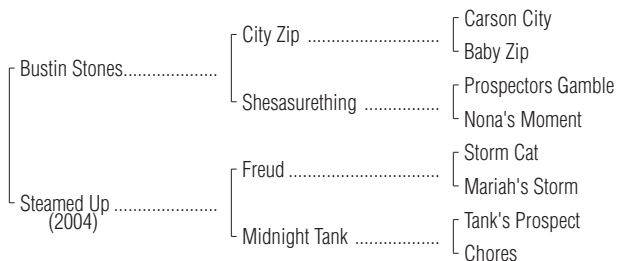 Carson City
City Zip ..............................
Baby Zip
Bustin Stones.....................
Prospectors Gamble
Shesasurething .................
Nona's Moment
Storm Cat
Freud ..................................
Mariah's Storm
Steamed Up .......................
(2004)
Tank's Prospect
Midnight Tank ...................
Chores